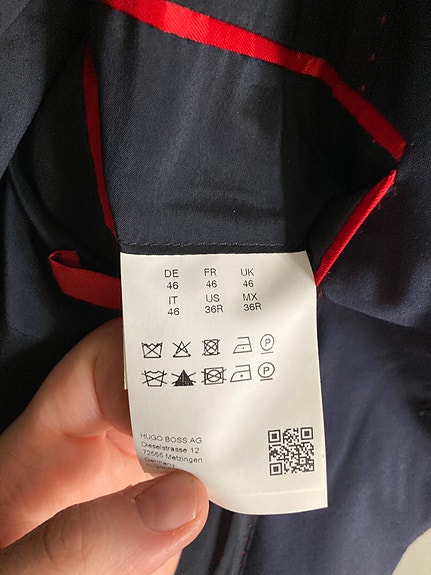 DE FR UK
46 46 46
IT US MX
46 36R 36R
P
P
HUGO BOSS AG
Dieselstrasse 12
72555 Metzingen
Germany